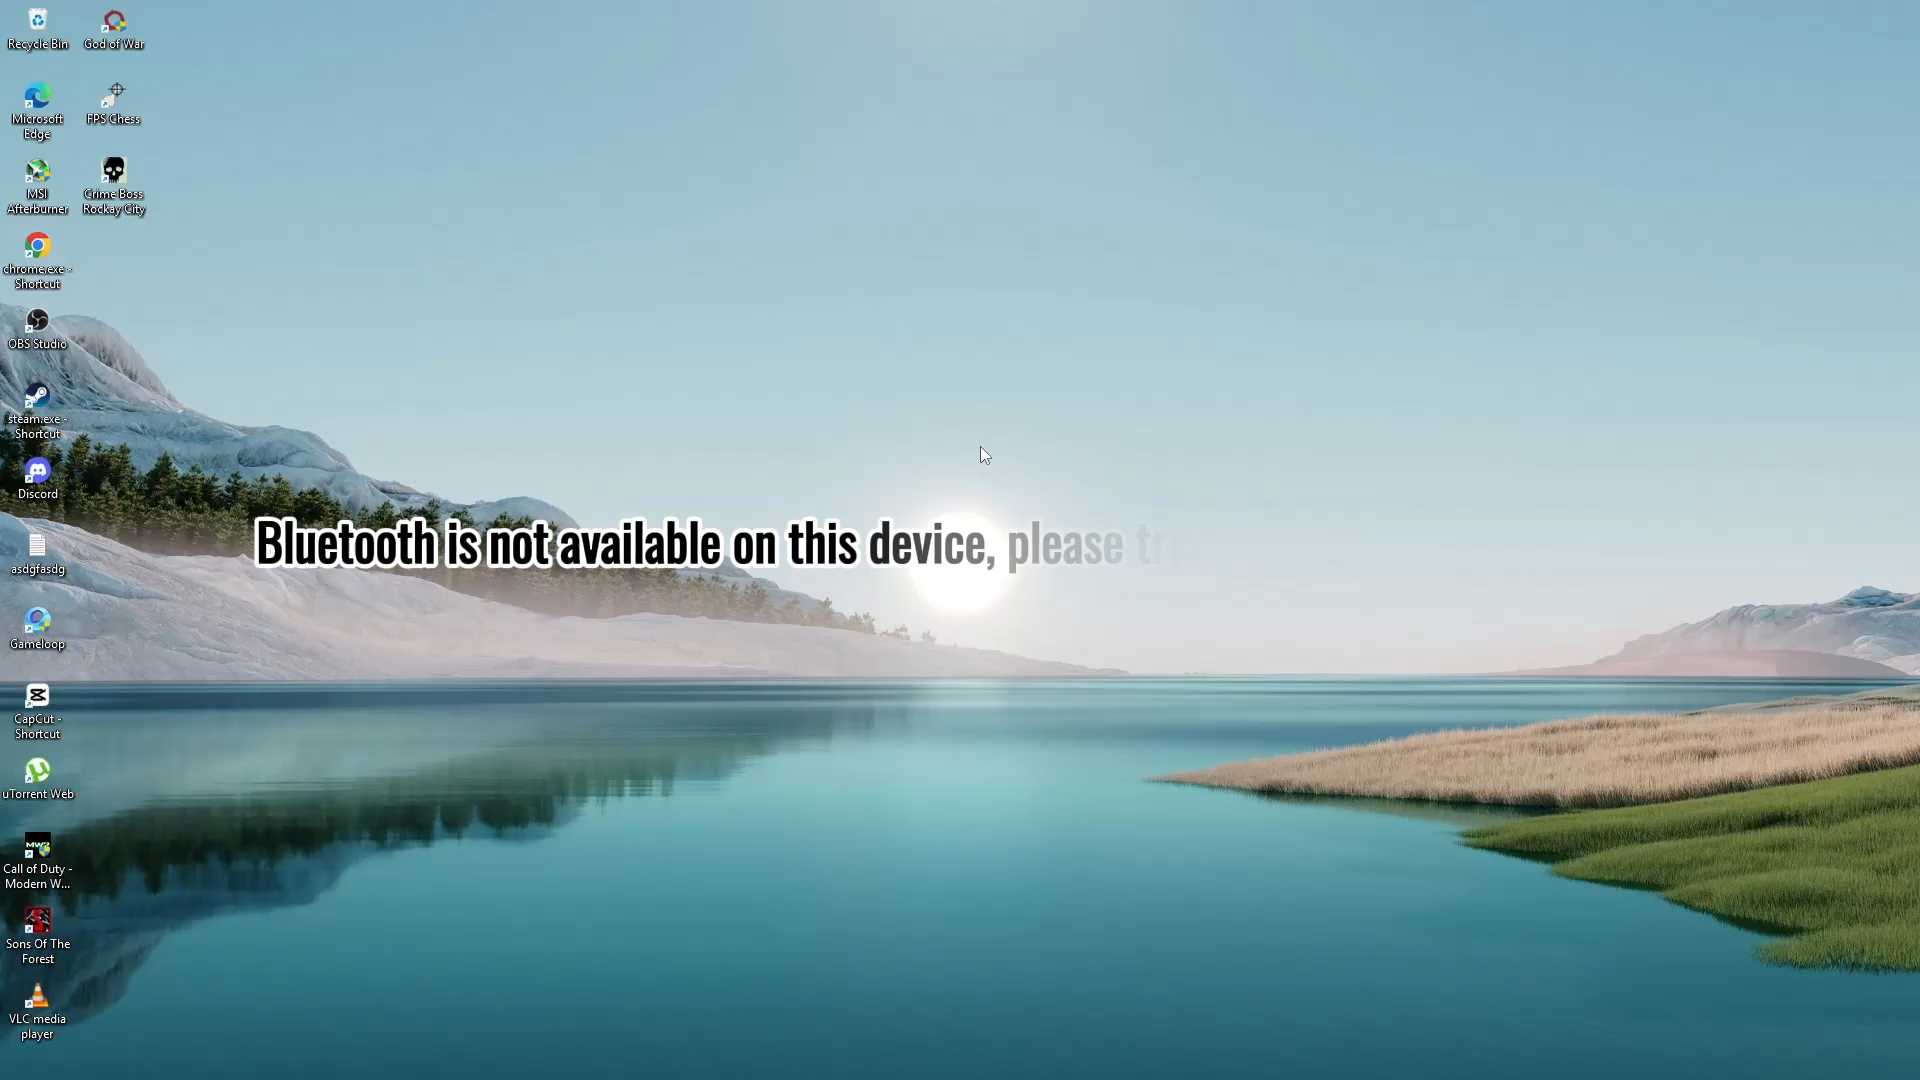 Recycle Bin
God of War
Microsoft
Edge
FPS Chess
MSI
Afterburner
Crime Boss
Rockay City
chrome.exe -
Shortcut
OBS Studio
steam.exe -
Shortcut
Discord
Bluetooth is not available on this device, please
asdgfasdg
Gameloop
CapCut -
Shortcut
uTorrent Web
Call of Duty -
Modern W...
Sons Of The
Forest
VLC media
player